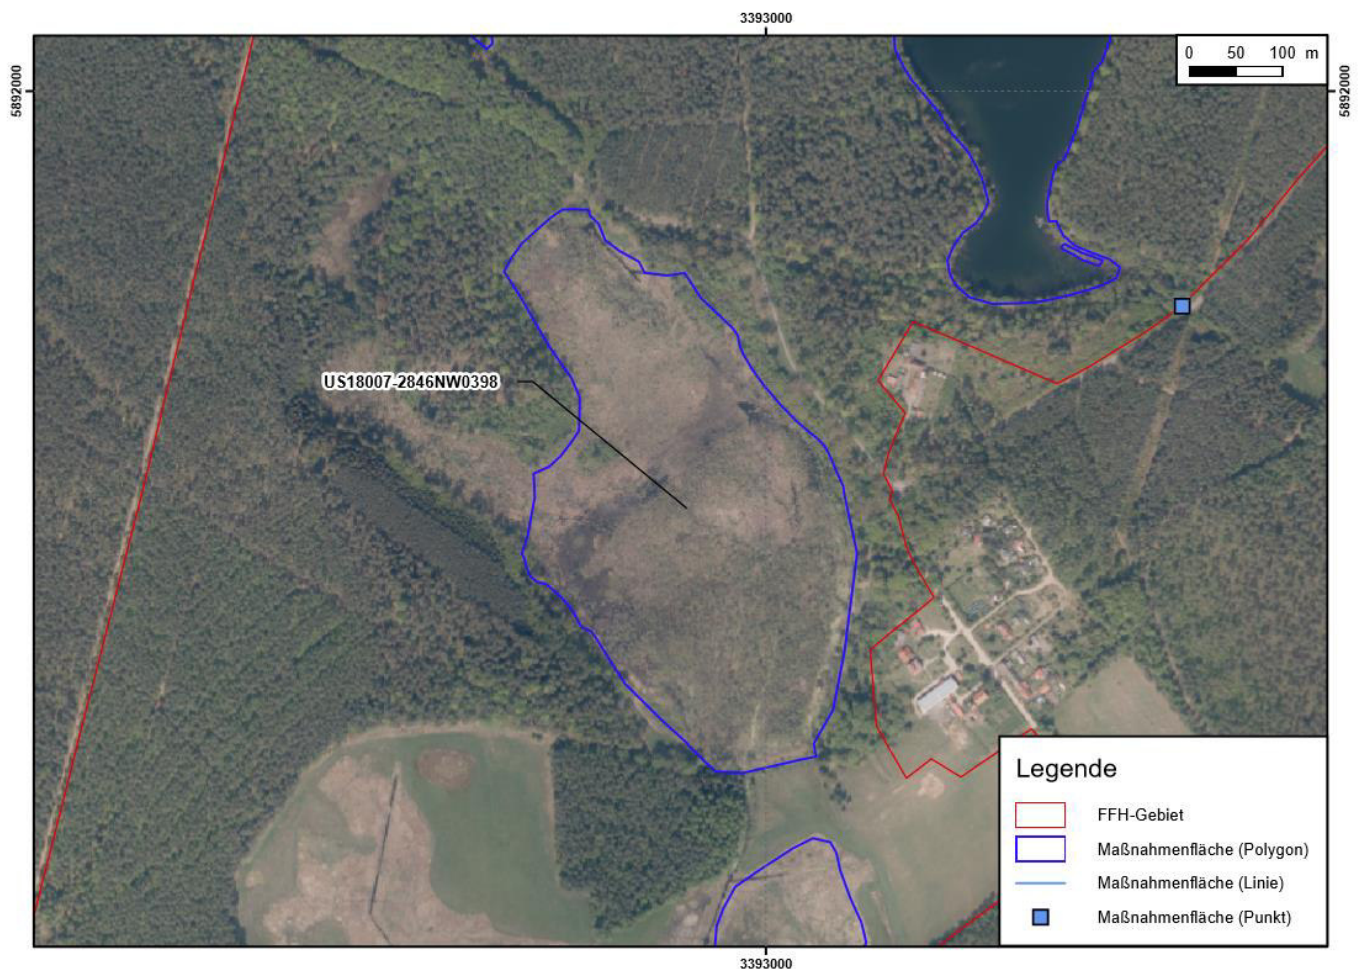 3393000
5892000
5892000
0 50 100 m
US18007-2846NW0398
Legende
FFH-Gebiet
Maßnahmenfläche (Polygon)
Maßnahmenfläche (Linie)
Maßnahmenfläche (Punkt)
3393000